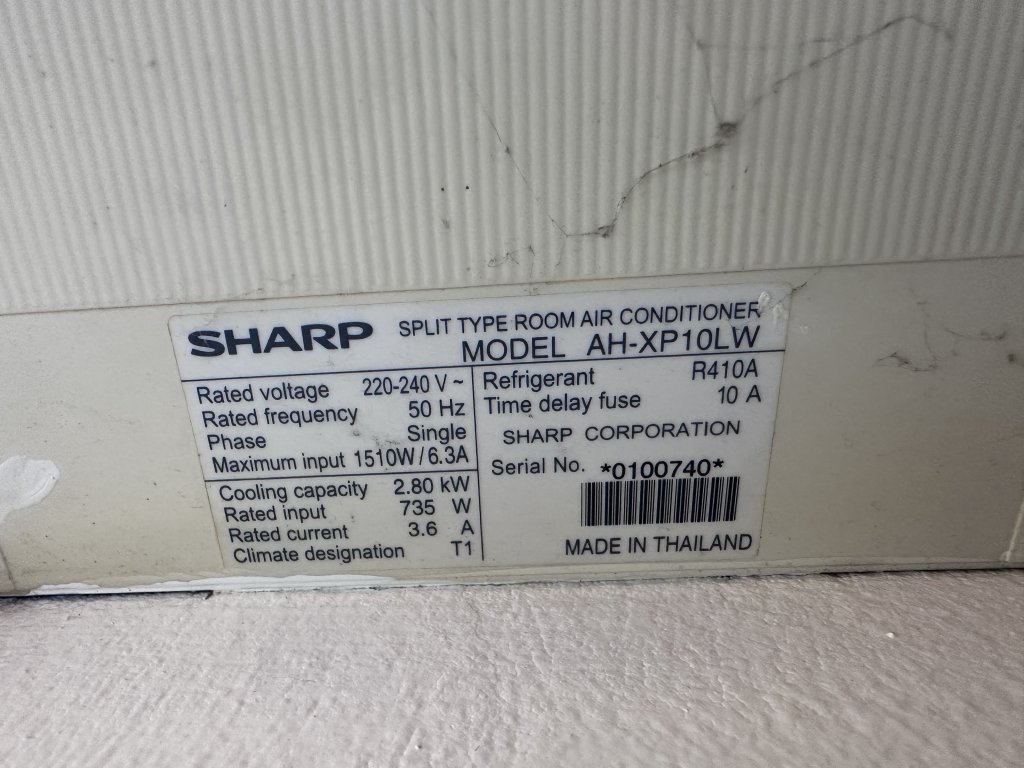 SHARP SPLIT TYPE ROOM AIR CONDITIONER
MODEL AH-XP10LW
Rated voltage 220-240 V ~
Rated frequency 50 Hz
Phase Single
Maximum input 1510W / 6.3A
Cooling capacity 2.80 kW
Rated input 735 W
Rated current 3.6 A
Climate designation T1
Refrigerant R410A
Time delay fuse 10 A
SHARP CORPORATION
Serial No. *0100740*
MADE IN THAILAND